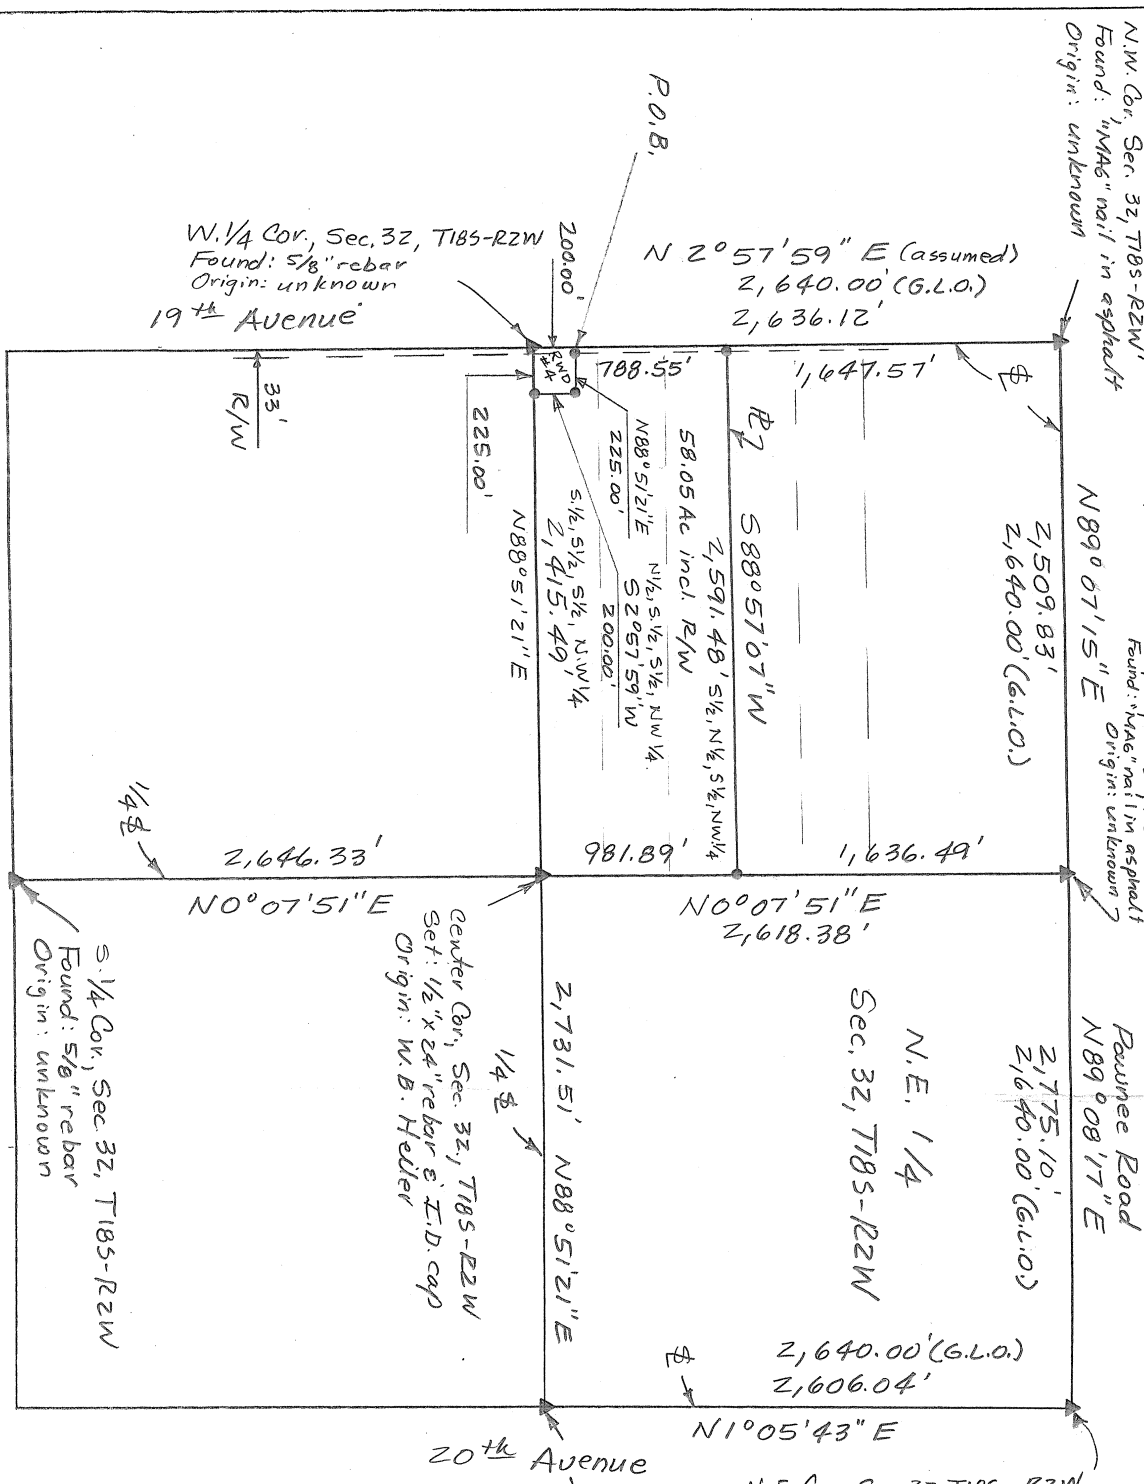 N.W. Cor, Ser. 32, T18S-R2W
Found: "MAG" nail in asphalt
Origin: unknown
P.O.B.
W. 1/4 Cor., Sec. 32, T18S-R2W
Found: 5/8" rebar
Origin: unknown
19th Avenue
200.00'
N 2°57'59" E (assumed)
2,640.00' (G.L.O.)
2,636.12'
33'
R/W
RWD
#4
788.55'
1,647.57'
℄
225.00'
N88°51'21"E
225.00'
58.05 Ac incl. R/W
S88°57'07"W
2,591.48'
S½, N½, S½, NW¼
N½, S.½, S½, NW ¼.
S 2°57'59"W
200.00'
S.½, S½, S½, N.W¼
2,415.49'
N88°51'21"E
N89°07'15"E
2,509.83'
2,640.00' (G.L.O.)
Found: "MAG" nail in asphalt
Origin: unknown
1/4 ℄
2,646.33'
N0°07'51"E
981.89'
1,636.49'
N0°07'51"E
2,618.38'
S. 1/4 Cor., Sec. 32, T18S-R2W
Found: 5/8" rebar
Origin: unknown
Center Cor., Sec. 32, T18S-R2W
Set: 1/2" x 24" rebar & I.D. cap
Origin: W. B. Heiler
1/4 ℄
2,731.51' N88°51'21"E
N.E. 1/4
Sec. 32, T18S-R2W
Pawnee Road
N89°08'17"E
2,775.10'
2,640.00' (G.L.O.)
℄
2,640.00' (G.L.O.)
2,606.04'
N1°05'43"E
20th Avenue